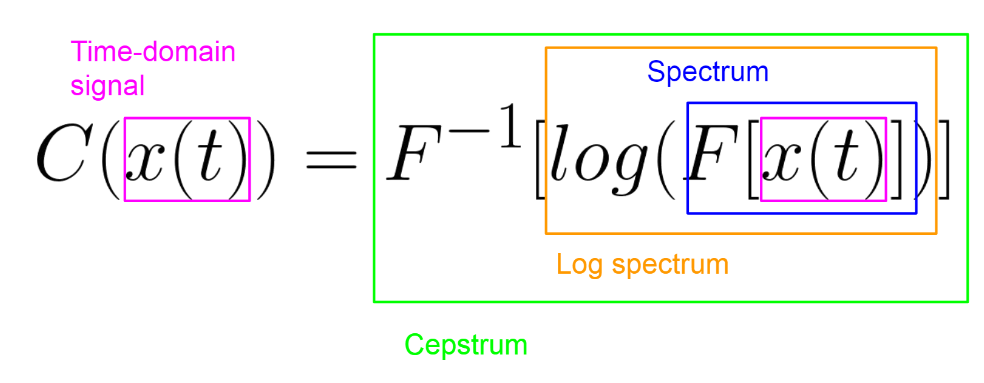 Time-domain
signal
Spectrum
C(x(t)) = F⁻¹[log(F[x(t)])]
Log spectrum
Cepstrum